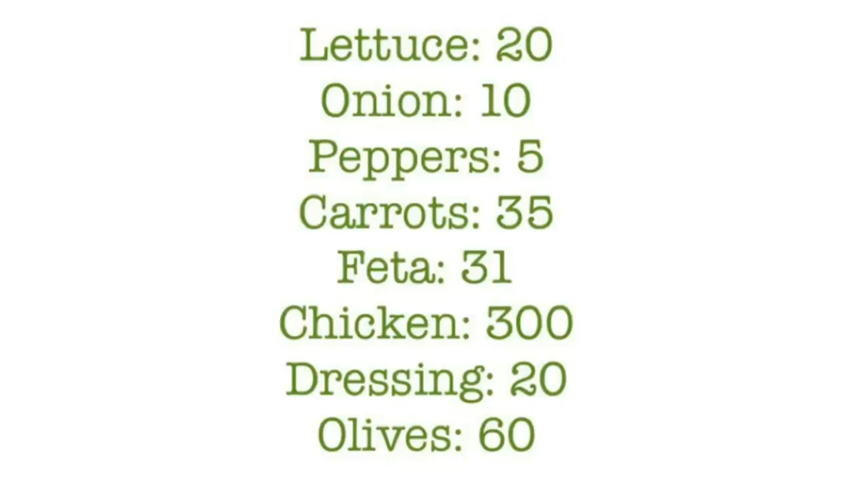 Lettuce: 20
Onion: 10
Peppers: 5
Carrots: 35
Feta: 31
Chicken: 300
Dressing: 20
Olives: 60